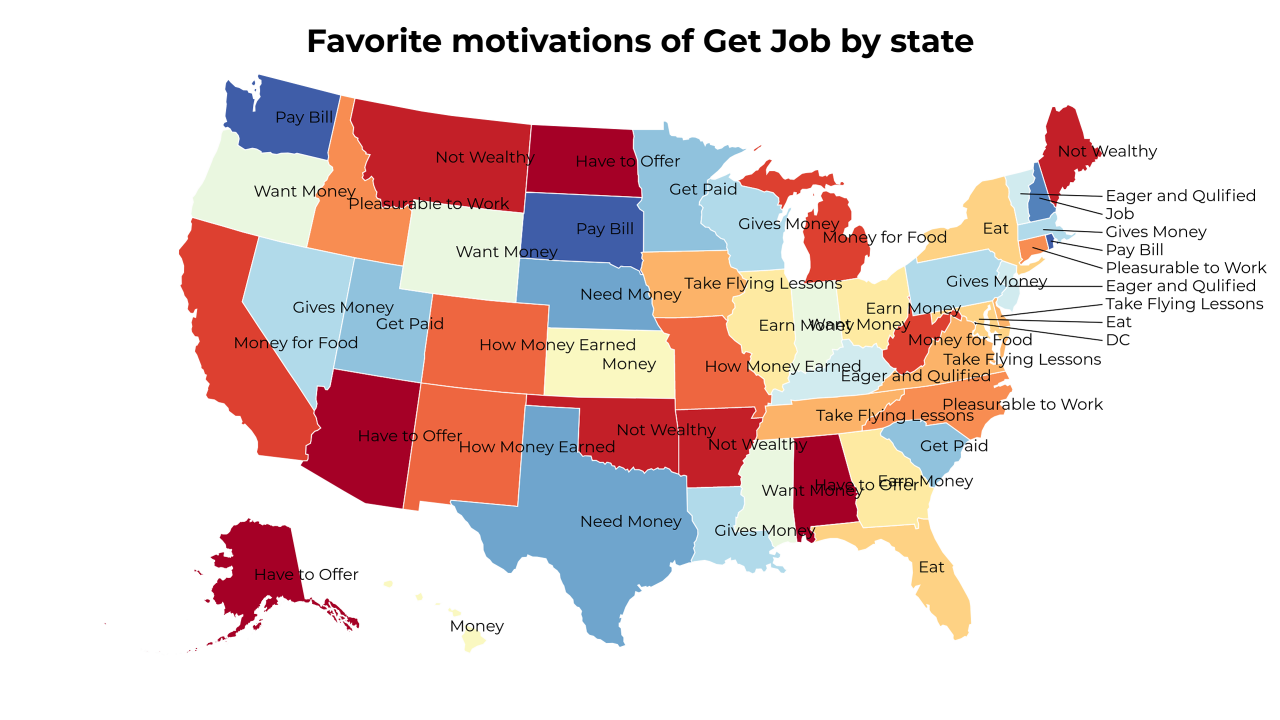 Favorite motivations of Get Job by state
Pay Bill
Not Wealthy
Have to Offer
Get Paid
Not Wealthy
Want Money
Pleasurable to Work
Eager and Qulified
Job
Pay Bill
Gives Money
Money for Food
Eat
Gives Money
Want Money
Pay Bill
Pleasurable to Work
Need Money
Take Flying Lessons
Gives Money
Eager and Qulified
Gives Money
Get Paid
Earn Money
Take Flying Lessons
Earn Money
Want Money
Eat
Money for Food
How Money Earned
Money for Food
DC
Money
How Money Earned
Eager and Qulified
Take Flying Lessons
Pleasurable to Work
Have to Offer
How Money Earned
Not Wealthy
Not Wealthy
Take Flying Lessons
Get Paid
Want Money
Have to Offer
Earn Money
Need Money
Gives Money
Eat
Have to Offer
Money